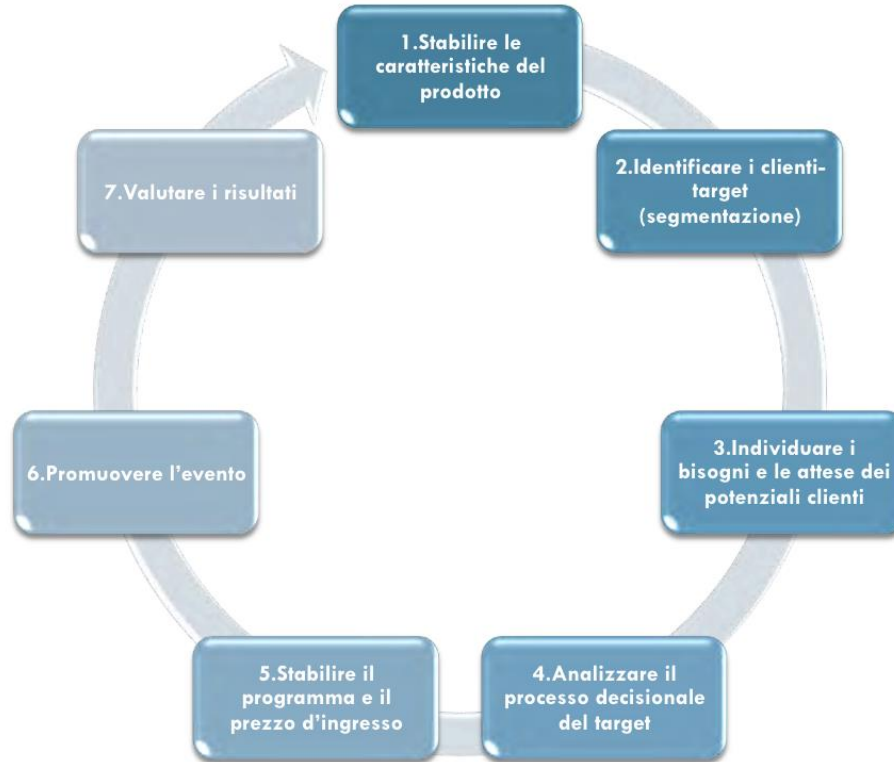 1.Stabilire le
caratteristiche del
prodotto
2.Identificare i clienti-
target
(segmentazione)
3.Individuare i
bisogni e le attese dei
potenziali clienti
4.Analizzare il
processo decisionale
del target
5.Stabilire il
programma e il
prezzo d’ingresso
6.Promuovere l’evento
7.Valutare i risultati